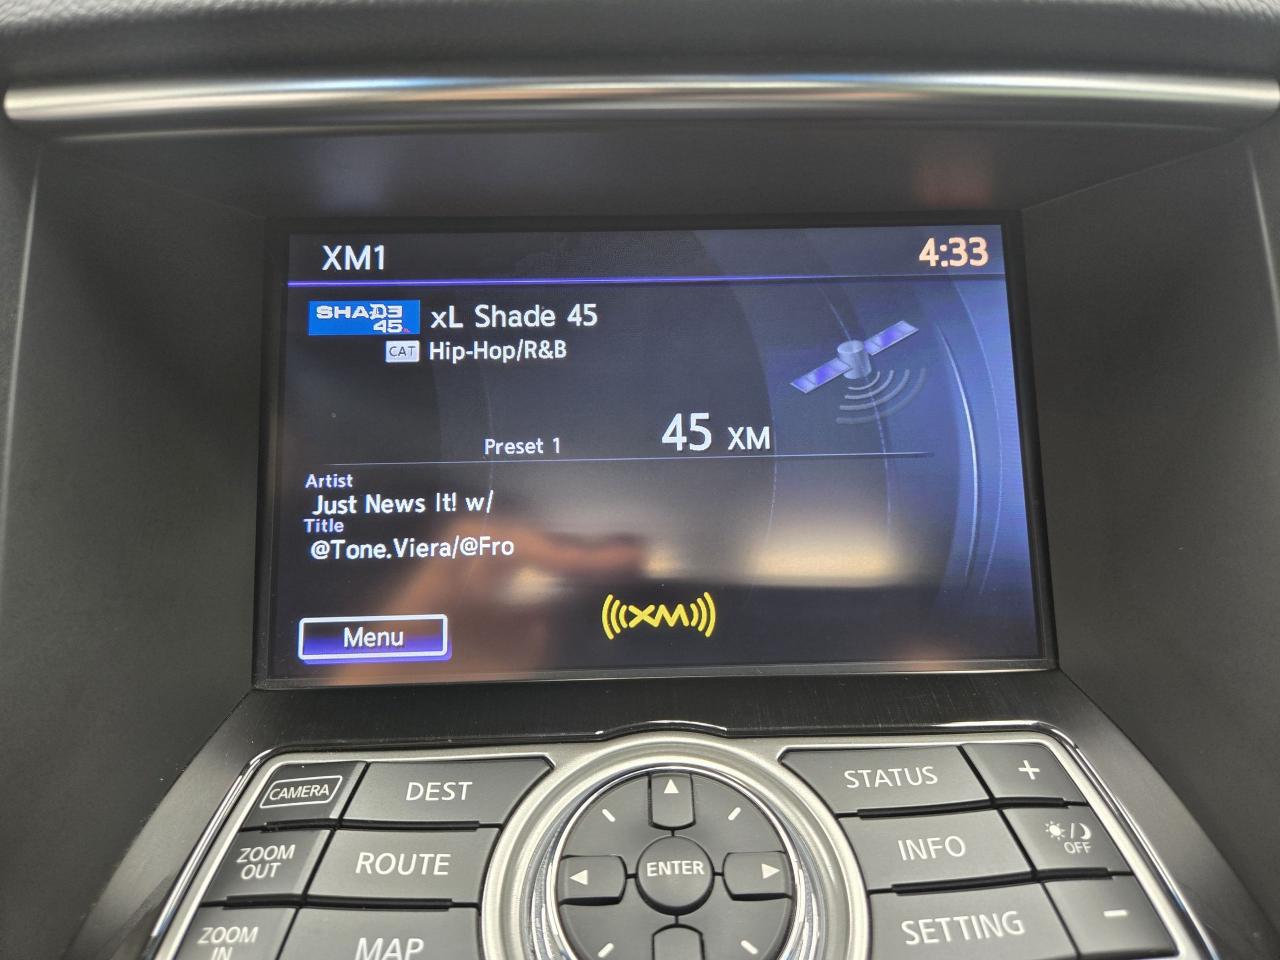 XM1
4:33
SHADE
45
xL Shade 45
CAT Hip-Hop/R&B
Preset 1
45 XM
Artist
Just News It! w/
Title
@Tone.Viera/@Fro
Menu
XM
CAMERA
DEST
STATUS
+
ZOOM
OUT
ROUTE
ENTER
INFO
OFF
ZOOM
IN
MAP
SETTING
−